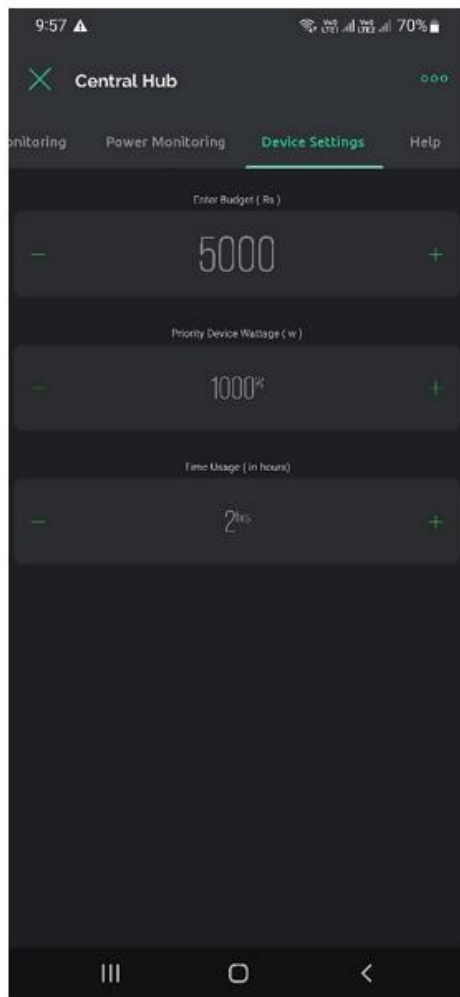 9:57 70%
Central Hub
onitoring Power Monitoring Device Settings Help
Enter Budget ( Rs )
− 5000 +
Priority Device Wattage ( w )
− 1000 +
Time Usage ( in hours)
− 2hrs +